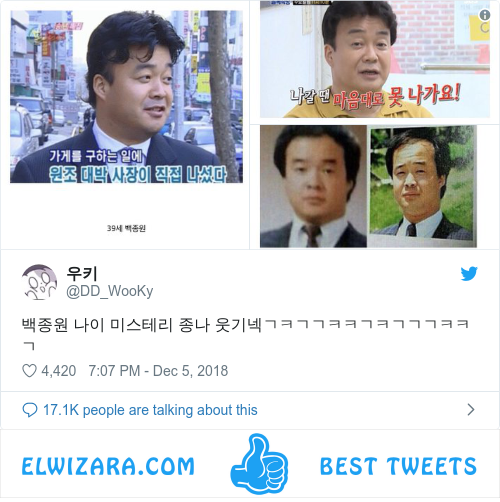 가게를 구하는 일에
원조 대박 사장이 직접 나섰다
39세 백종원
나갈 땐 마음대로 못 나가요!
우키
@DD_WooKy
백종원 나이 미스테리 종나 웃기넥ㄱㅋㄱㄱㅋㅋㄱㅋㄱㄱㄱㅋㅋ
ㄱ
4,420 7:07 PM - Dec 5, 2018
17.1K people are talking about this
ELWIZARA.COM BEST TWEETS